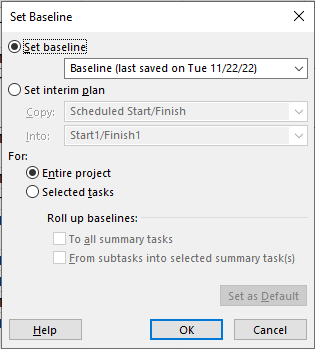 Set Baseline
Set baseline
Baseline (last saved on Tue 11/22/22)
Set interim plan
Copy: Scheduled Start/Finish
Into: Start1/Finish1
For:
Entire project
Selected tasks
Roll up baselines:
To all summary tasks
From subtasks into selected summary task(s)
Set as Default
Help OK Cancel